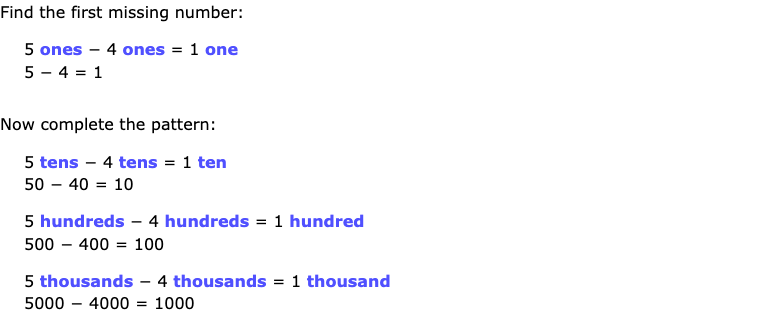 Find the first missing number:
5 ones − 4 ones = 1 one
5 − 4 = 1
Now complete the pattern:
5 tens − 4 tens = 1 ten
50 − 40 = 10
5 hundreds − 4 hundreds = 1 hundred
500 − 400 = 100
5 thousands − 4 thousands = 1 thousand
5000 − 4000 = 1000